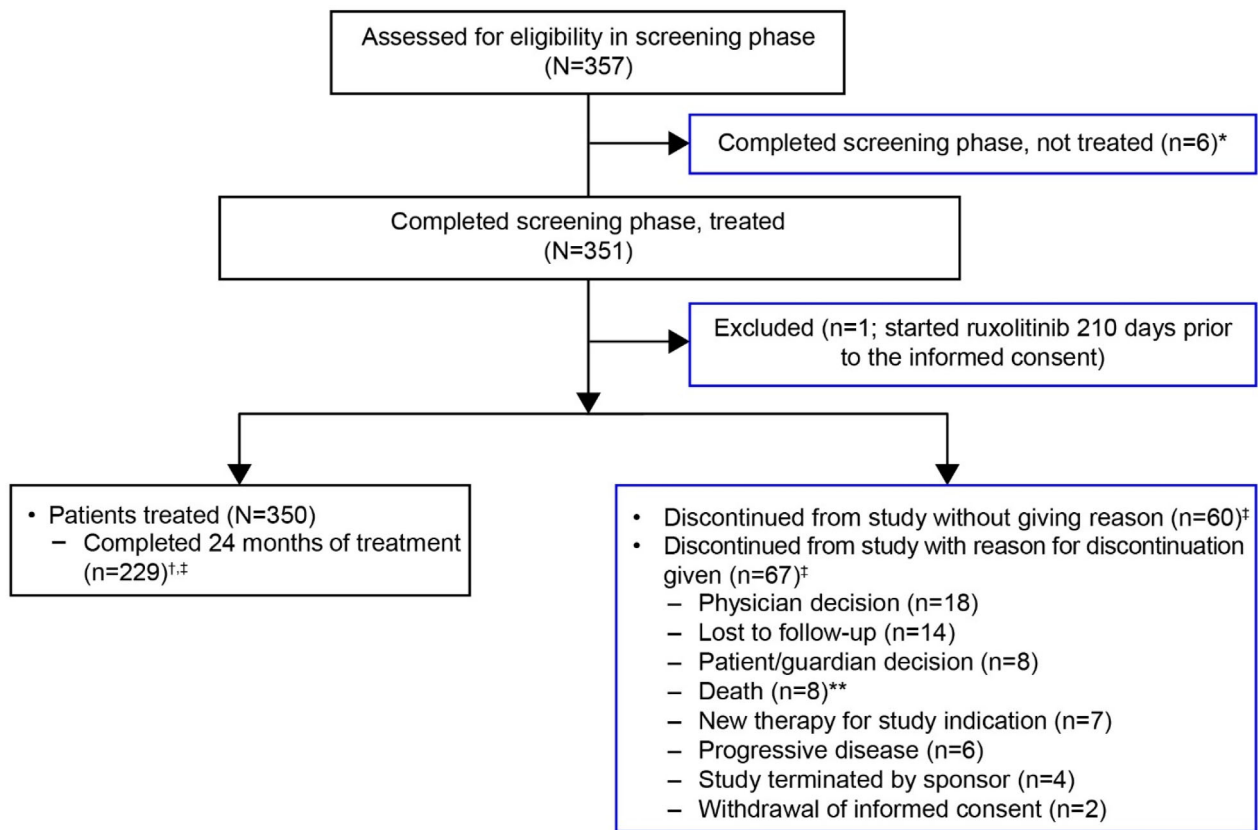 Assessed for eligibility in screening phase
(N=357)
Completed screening phase, not treated (n=6)*
Completed screening phase, treated
(N=351)
Excluded (n=1; started ruxolitinib 210 days prior
to the informed consent)
• Patients treated (N=350)
– Completed 24 months of treatment
(n=229)†,‡
• Discontinued from study without giving reason (n=60)‡
• Discontinued from study with reason for discontinuation
given (n=67)‡
– Physician decision (n=18)
– Lost to follow-up (n=14)
– Patient/guardian decision (n=8)
– Death (n=8)**
– New therapy for study indication (n=7)
– Progressive disease (n=6)
– Study terminated by sponsor (n=4)
– Withdrawal of informed consent (n=2)